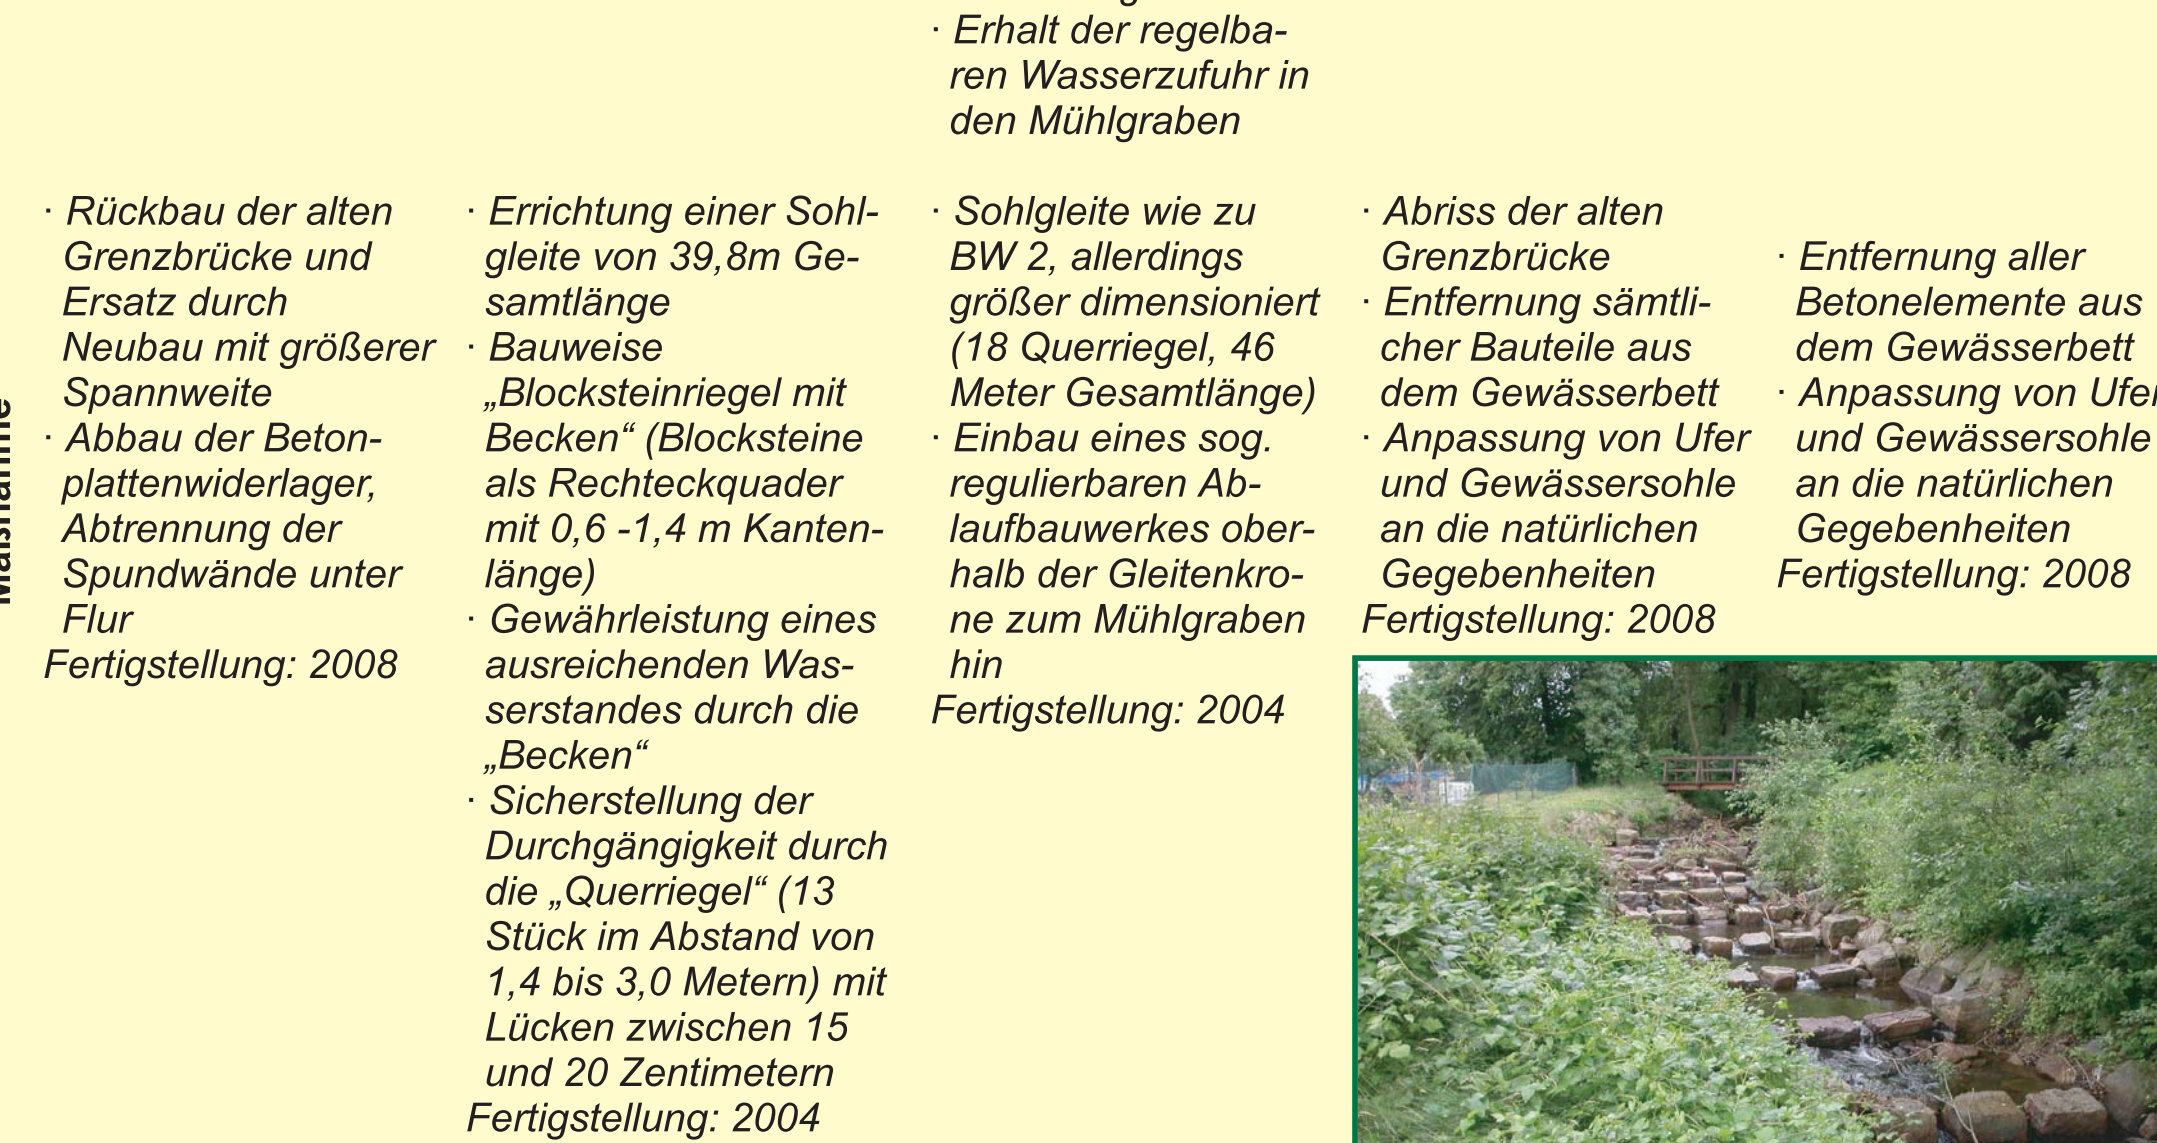 · Erhalt der regelba-
ren Wasserzufuhr in
den Mühlgraben
· Rückbau der alten
Grenzbrücke und
Ersatz durch
Neubau mit größerer
Spannweite
· Abbau der Beton-
plattenwiderlager,
Abtrennung der
Spundwände unter
Flur
Fertigstellung: 2008
· Errichtung einer Sohl-
gleite von 39,8m Ge-
samtlänge
· Bauweise
„Blocksteinriegel mit
Becken“ (Blocksteine
als Rechteckquader
mit 0,6 -1,4 m Kanten-
länge)
· Gewährleistung eines
ausreichenden Was-
serstandes durch die
„Becken“
· Sicherstellung der
Durchgängigkeit durch
die „Querriegel“ (13
Stück im Abstand von
1,4 bis 3,0 Metern) mit
Lücken zwischen 15
und 20 Zentimetern
Fertigstellung: 2004
· Sohlgleite wie zu
BW 2, allerdings
größer dimensioniert
(18 Querriegel, 46
Meter Gesamtlänge)
· Einbau eines sog.
regulierbaren Ab-
laufbauwerkes ober-
halb der Gleitenkro-
ne zum Mühlgraben
hin
Fertigstellung: 2004
· Abriss der alten
Grenzbrücke
· Entfernung sämtli-
cher Bauteile aus
dem Gewässerbett
· Anpassung von Ufer
und Gewässersohle
an die natürlichen
Gegebenheiten
Fertigstellung: 2008
· Entfernung aller
Betonelemente aus
dem Gewässerbett
· Anpassung von Ufer
und Gewässersohle
an die natürlichen
Gegebenheiten
Fertigstellung: 2008